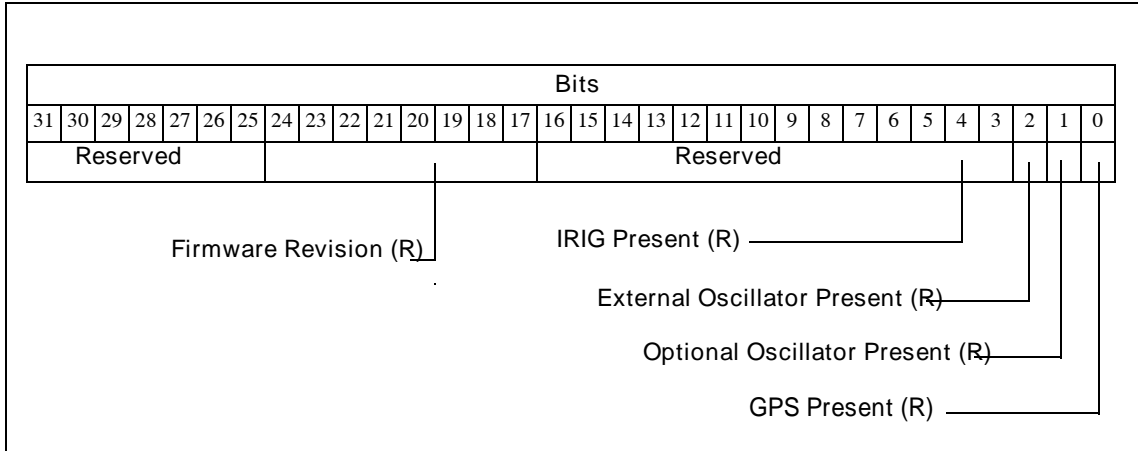 Bits
31 30 29 28 27 26 25 24 23 22 21 20 19 18 17 16 15 14 13 12 11 10 9 8 7 6 5 4 3 2 1 0
Reserved Reserved
Firmware Revision (R) IRIG Present (R)
External Oscillator Present (R)
Optional Oscillator Present (R)
GPS Present (R)